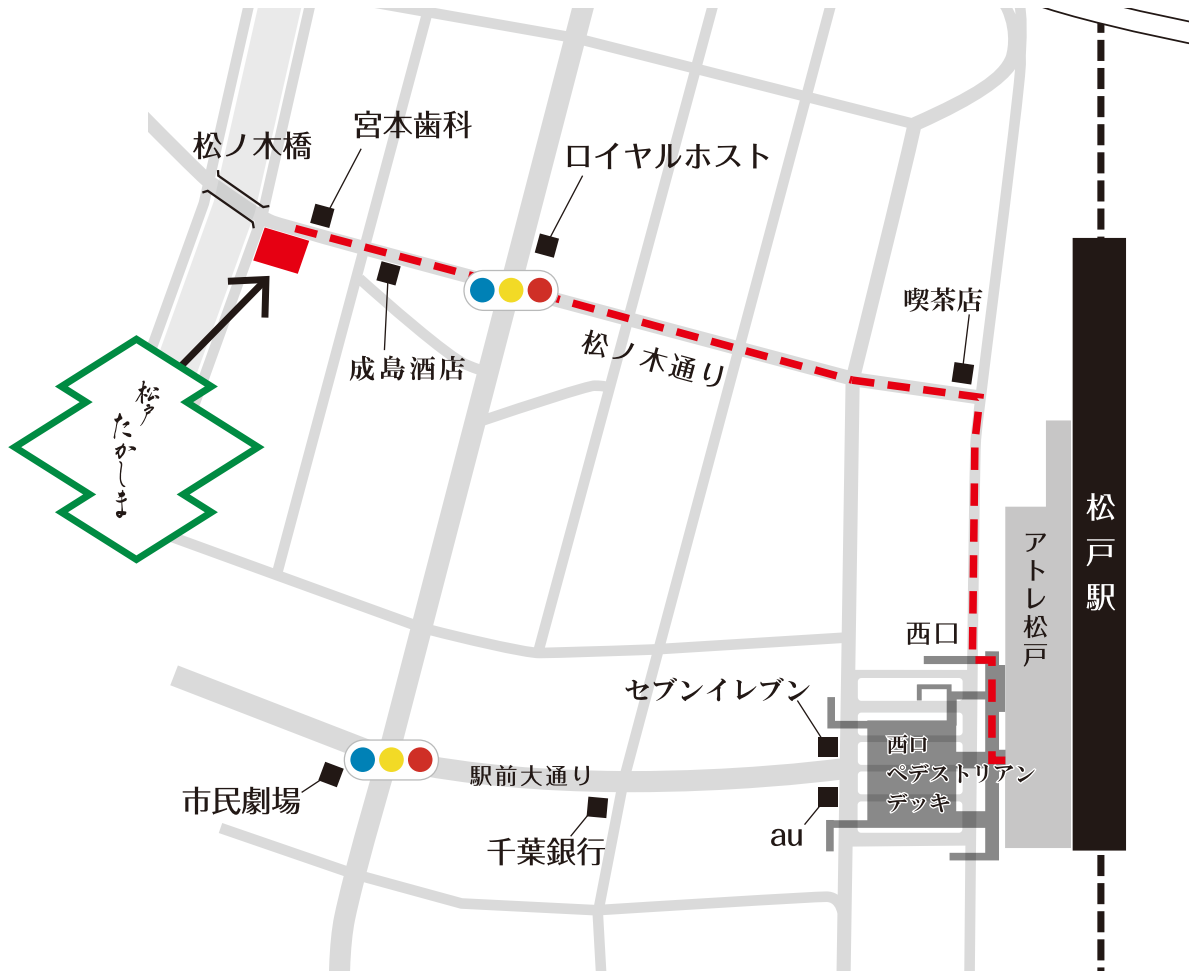 宮本歯科
松ノ木橋
ロイヤルホスト
喫茶店
松ノ木通り
成島酒店
松戸
たかしま
松戸駅
アトレ松戸
西口
セブンイレブン
西口
ペデストリアン
デッキ
駅前大通り
市民劇場
au
千葉銀行